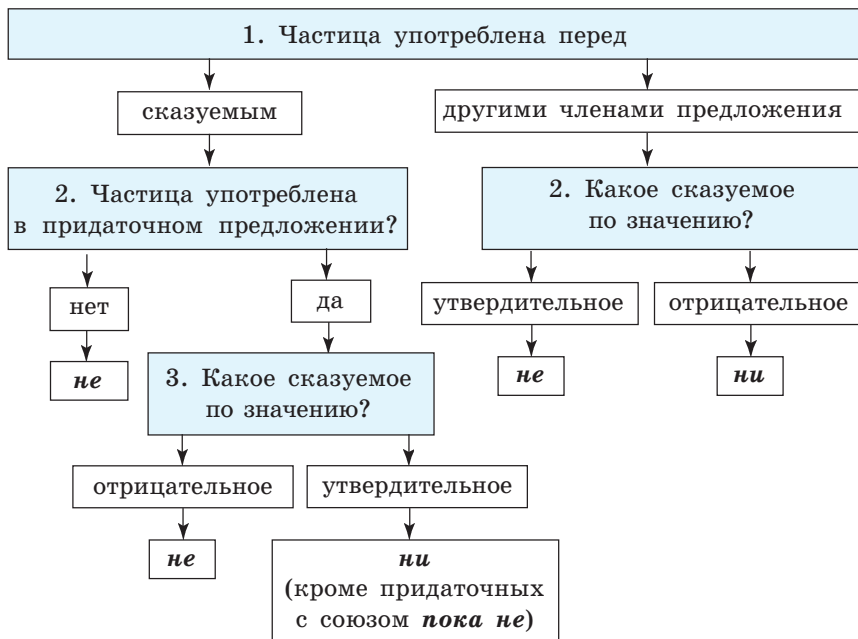 1. Частица употреблена перед
сказуемым
другими членами предложения
2. Частица употреблена
в придаточном предложении?
2. Какое сказуемое
по значению?
нет
да
утвердительное
отрицательное
не
3. Какое сказуемое
по значению?
не
ни
отрицательное
утвердительное
не
ни
(кроме придаточных
с союзом пока не)